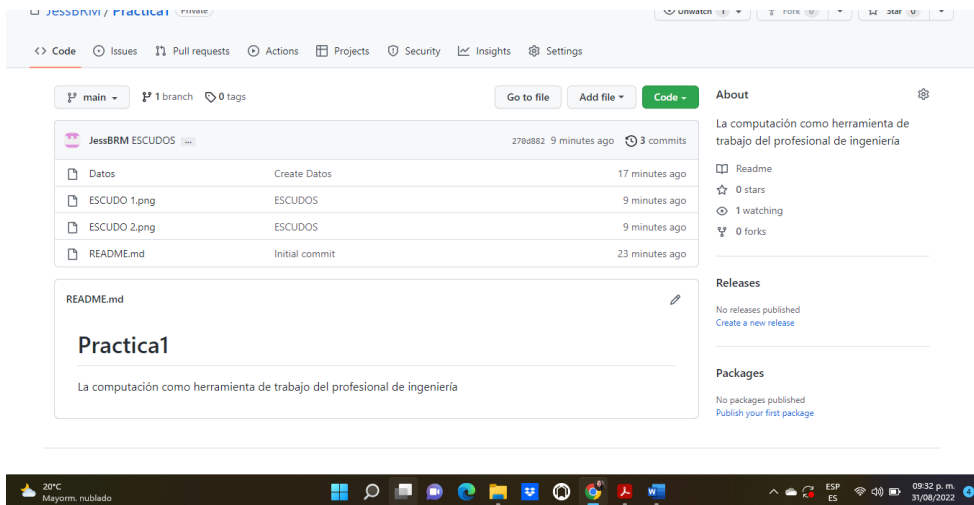 JessBRM / Practica1 Private
Unwatch 1
Fork 0
Star 0
<> Code
Issues
Pull requests
Actions
Projects
Security
Insights
Settings
main
1 branch
0 tags
Go to file
Add file
Code
JessBRM ESCUDOS ...
270d882 9 minutes ago 3 commits
Datos Create Datos 17 minutes ago
ESCUDO 1.png ESCUDOS 9 minutes ago
ESCUDO 2.png ESCUDOS 9 minutes ago
README.md Initial commit 23 minutes ago
README.md
Practica1
La computación como herramienta de trabajo del profesional de ingeniería
About
La computación como herramienta de
trabajo del profesional de ingeniería
Readme
0 stars
1 watching
0 forks
Releases
No releases published
Create a new release
Packages
No packages published
Publish your first package
20°C
Mayorm. nublado
ESP
ES
09:32 p. m.
31/08/2022
4